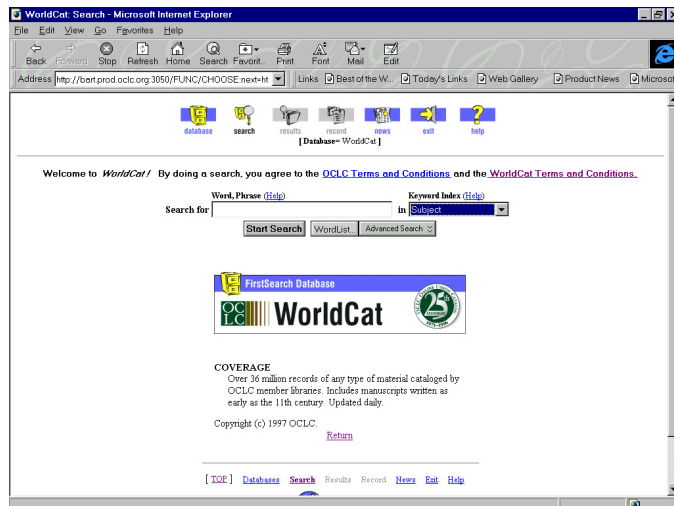 WorldCat: Search - Microsoft Internet Explorer
File Edit View Go Favorites Help
Back Forward Stop Refresh Home Search Favorit... Print Font Mail Edit
Address http://bart.prod.oclc.org:3050/FUNC/CHOOSE:next=ht Links Best of the W... Today's Links Web Gallery Product News Microsof
database search results record news exit help
[ Database= WorldCat ]
Welcome to WorldCat! By doing a search, you agree to the OCLC Terms and Conditions and the WorldCat Terms and Conditions.
Word, Phrase (Help) Keyword Index (Help)
Search for in Subject
Start Search WordList... Advanced Search
FirstSearch Database
OCLC WorldCat
25th
COVERAGE
Over 36 million records of any type of material cataloged by
OCLC member libraries. Includes manuscripts written as
early as the 11th century. Updated daily.
Copyright (c) 1997 OCLC.
Return
[ TOP ] Databases Search Results Record News Exit Help